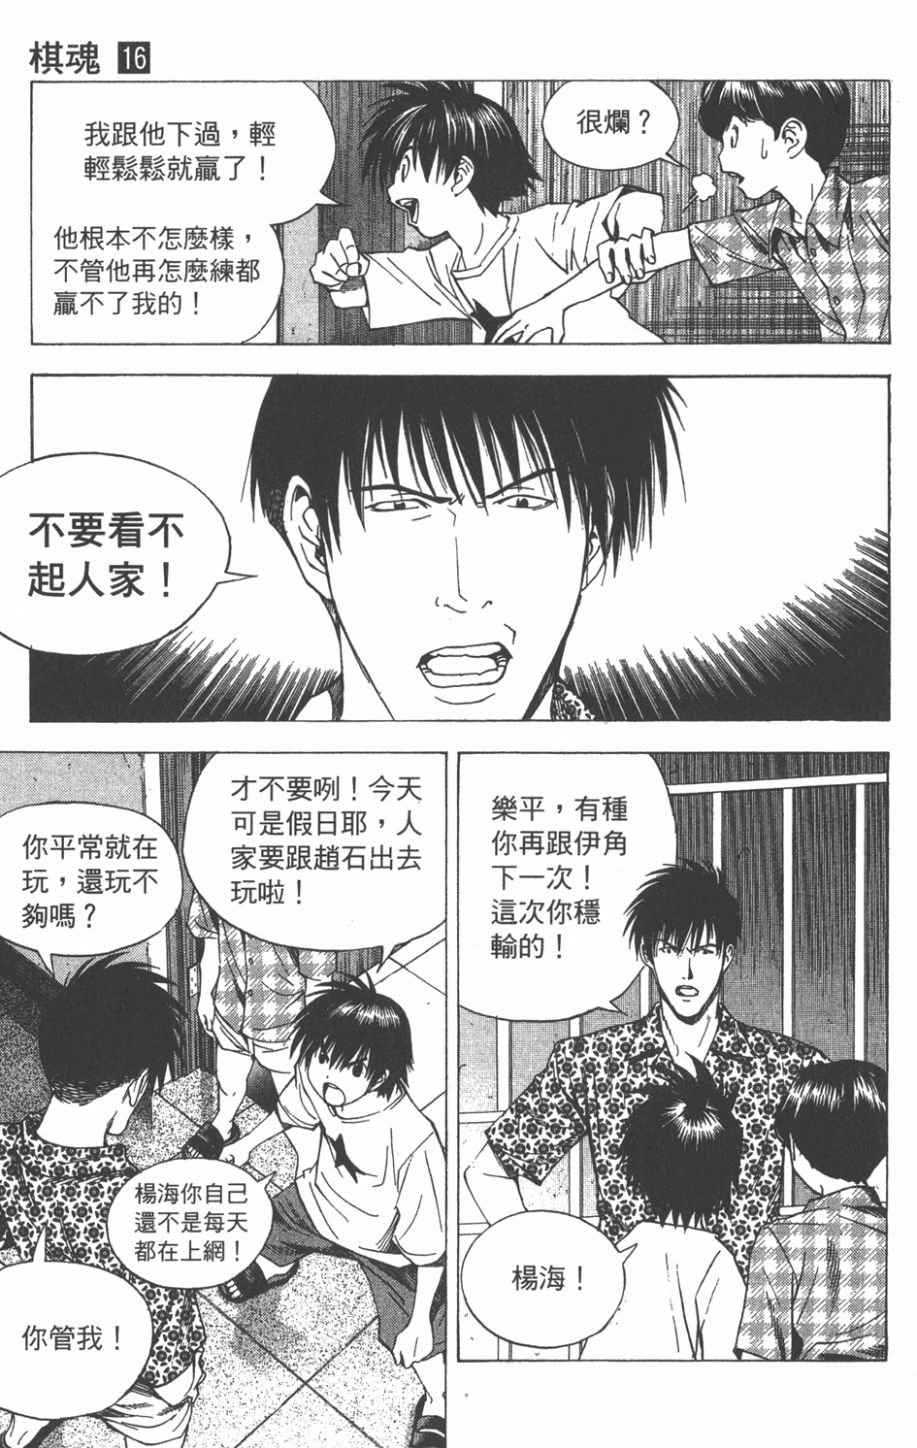 棋魂 16
很爛？
我跟他下過，輕
輕鬆鬆就贏了！
他根本不怎麼樣，
不管他再怎麼練都
贏不了我的！
不要看不
起人家！
樂平，有種
你再跟伊角
下一次！
這次你穩
輸的！
楊海！
才不要咧！今天
可是假日耶，人
家要跟趙石出去
玩啦！
你平常就在
玩，還玩不
夠嗎？
楊海你自己
還不是每天
都在上網！
你管我！